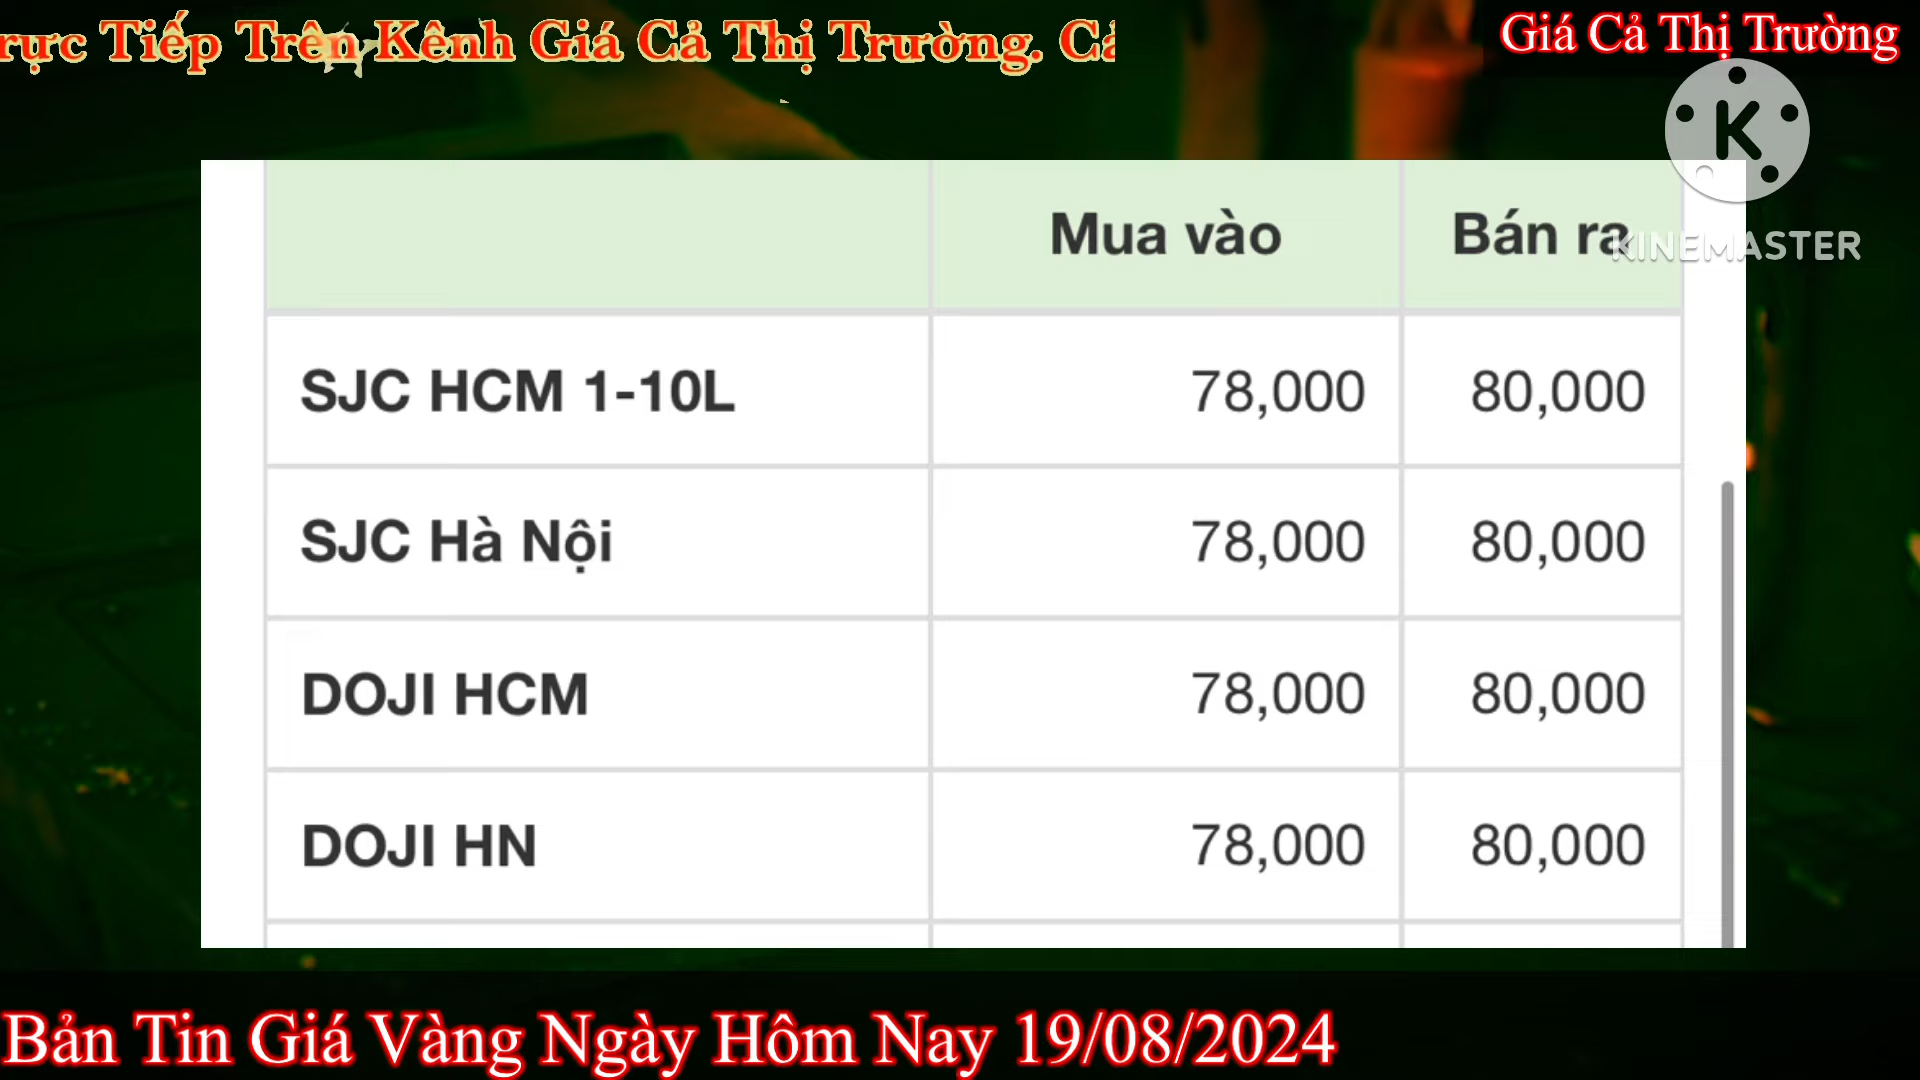 Tiếp Trên Kênh Giá Cả Thị Trường.
Giá Cả Thị Trường
K
KINEMASTER
Mua vào Bán ra
SJC HCM 1-10L 78,000 80,000
SJC Hà Nội 78,000 80,000
DOJI HCM 78,000 80,000
DOJI HN 78,000 80,000
Bản Tin Giá Vàng Ngày Hôm Nay 19/08/2024